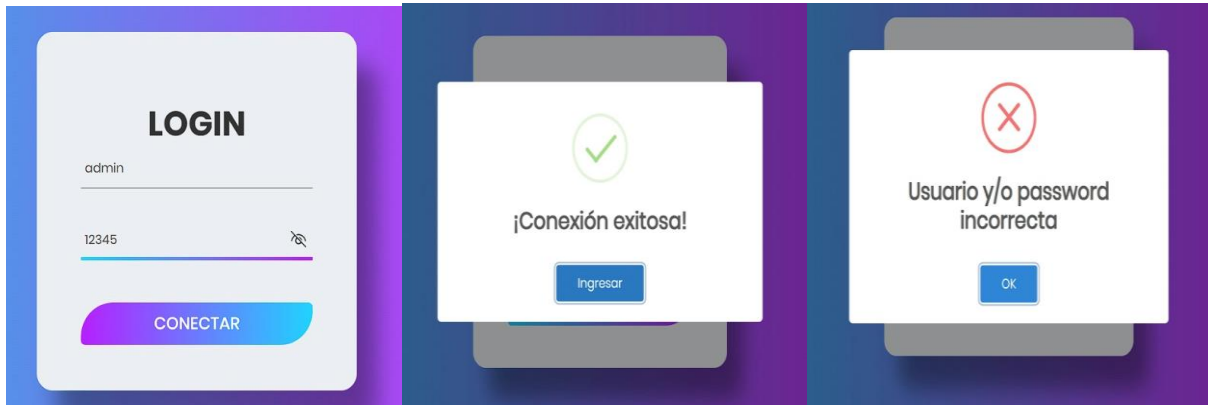 LOGIN
admin
12345
CONECTAR
¡Conexión exitosa!
Ingresar
Usuario y/o password
incorrecta
OK